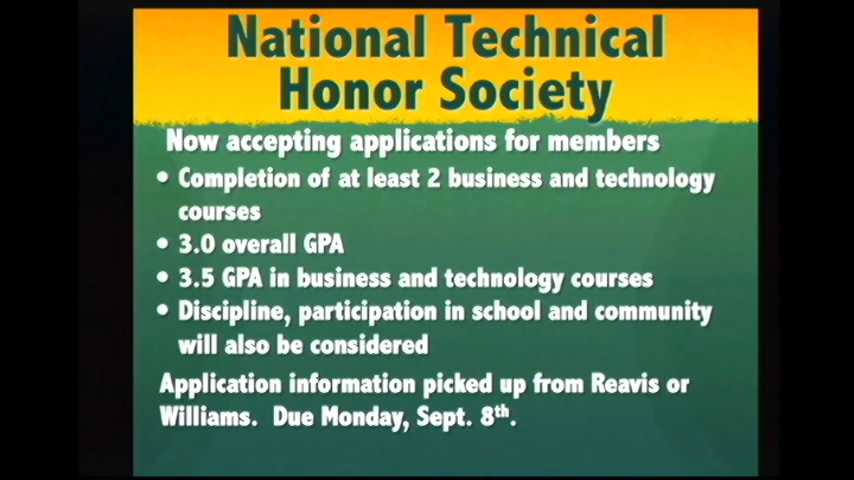 National Technical
Honor Society
Now accepting applications for members
• Completion of at least 2 business and technology
courses
• 3.0 overall GPA
• 3.5 GPA in business and technology courses
• Discipline, participation in school and community
will also be considered
Application information picked up from Reavis or
Williams.  Due Monday, Sept. 8th.